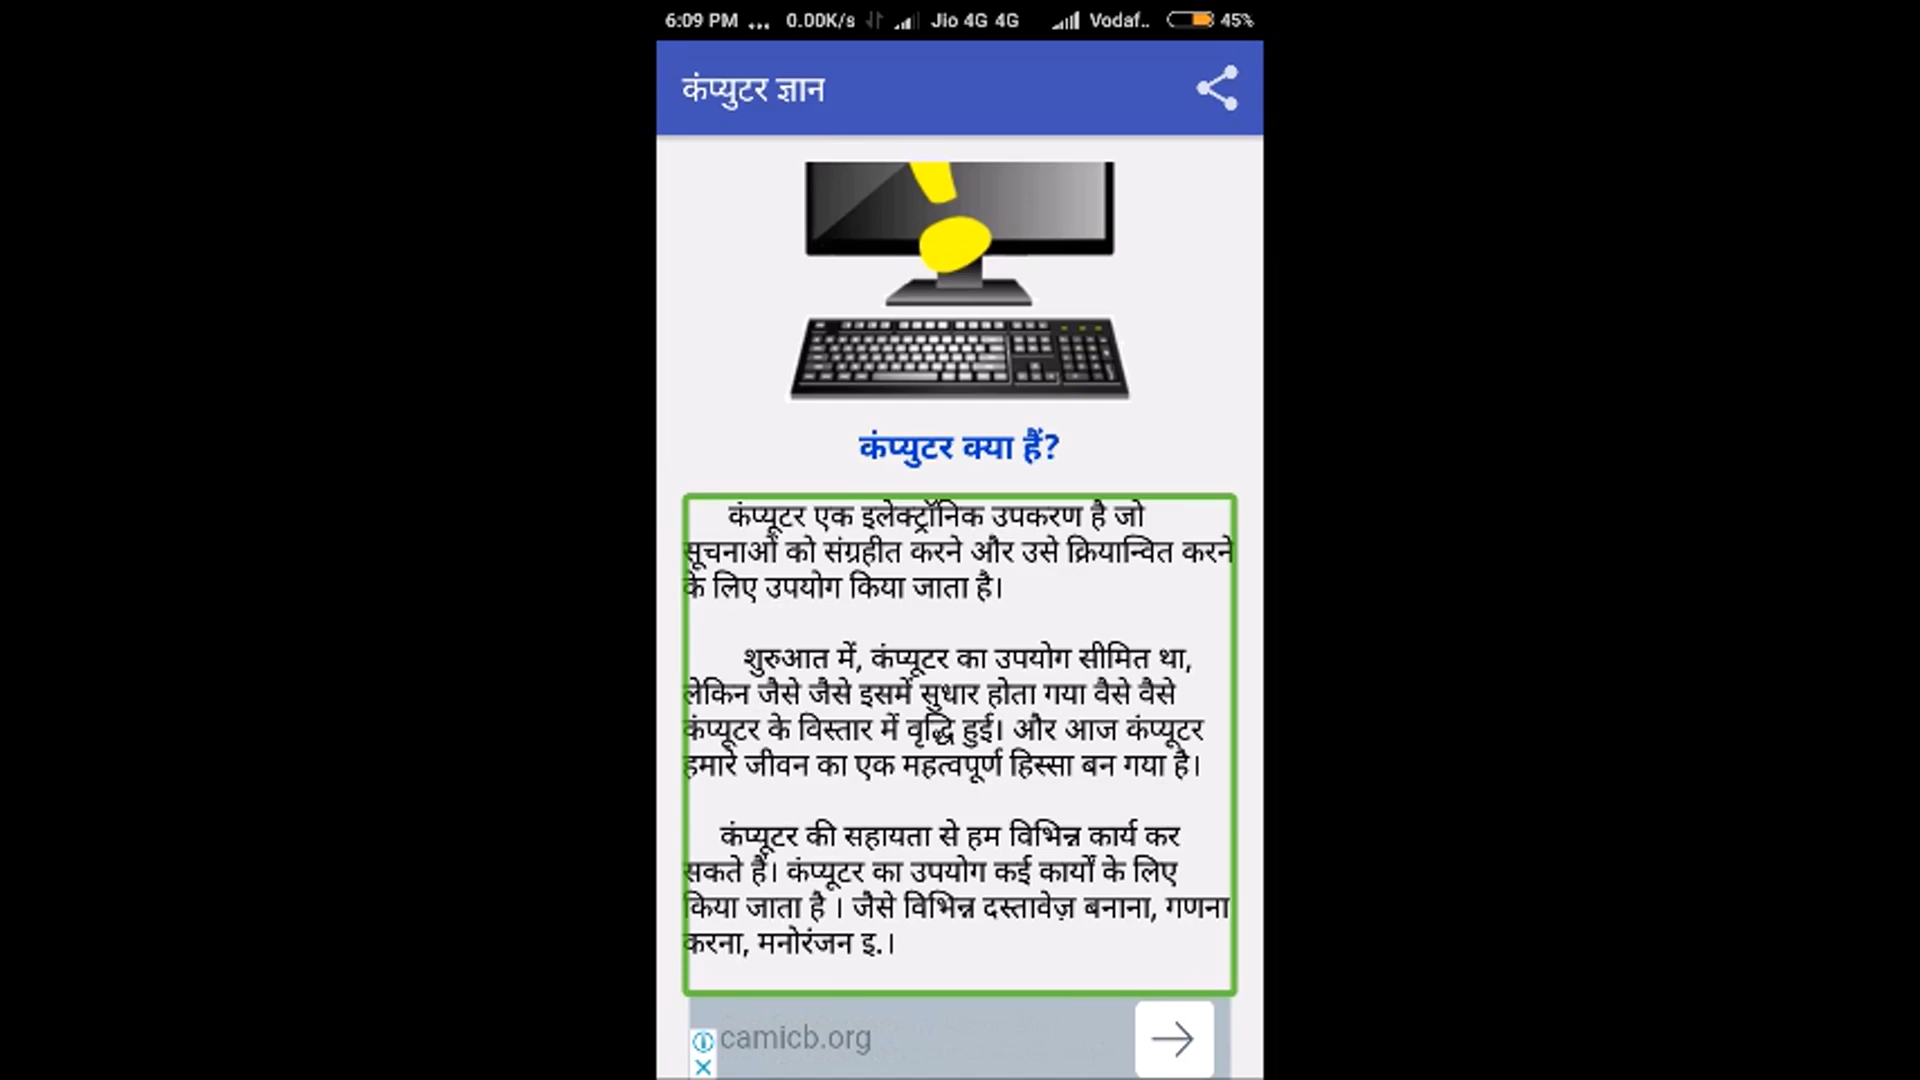 6:09 PM ... 0.00K/s Jio 4G 4G Vodaf.. 45%
कंप्युटर ज्ञान
कंप्युटर क्या हैं?
कंप्यूटर एक इलेक्ट्रॉनिक उपकरण है जो
सूचनाओं को संग्रहीत करने और उसे क्रियान्वित करने
के लिए उपयोग किया जाता है।
शुरुआत में, कंप्यूटर का उपयोग सीमित था,
लेकिन जैसे जैसे इसमें सुधार होता गया वैसे वैसे
कंप्यूटर के विस्तार में वृद्धि हुई। और आज कंप्यूटर
हमारे जीवन का एक महत्वपूर्ण हिस्सा बन गया है।
कंप्यूटर की सहायता से हम विभिन्न कार्य कर
सकते हैं। कंप्यूटर का उपयोग कई कार्यों के लिए
किया जाता है । जैसे विभिन्न दस्तावेज़ बनाना, गणना
करना, मनोरंजन इ.।
camicb.org